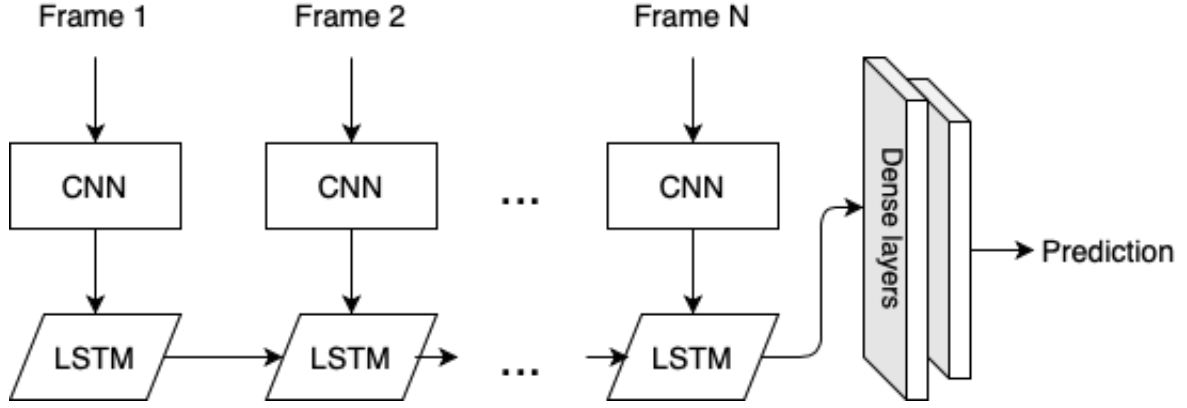 Frame 1
Frame 2
Frame N
CNN
CNN
...
CNN
Dense layers
Prediction
LSTM
LSTM
...
LSTM